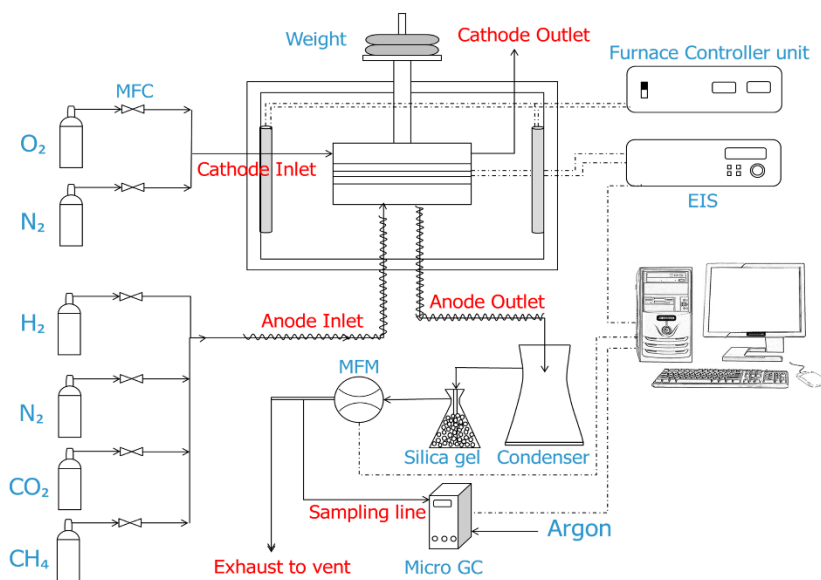 Weight
Cathode Outlet
Furnace Controller unit
MFC
O₂
Cathode Inlet
N₂
EIS
H₂
Anode Inlet
Anode Outlet
MFM
N₂
Silica gel
Condenser
CO₂
Sampling line
Argon
CH₄
Exhaust to vent
Micro GC